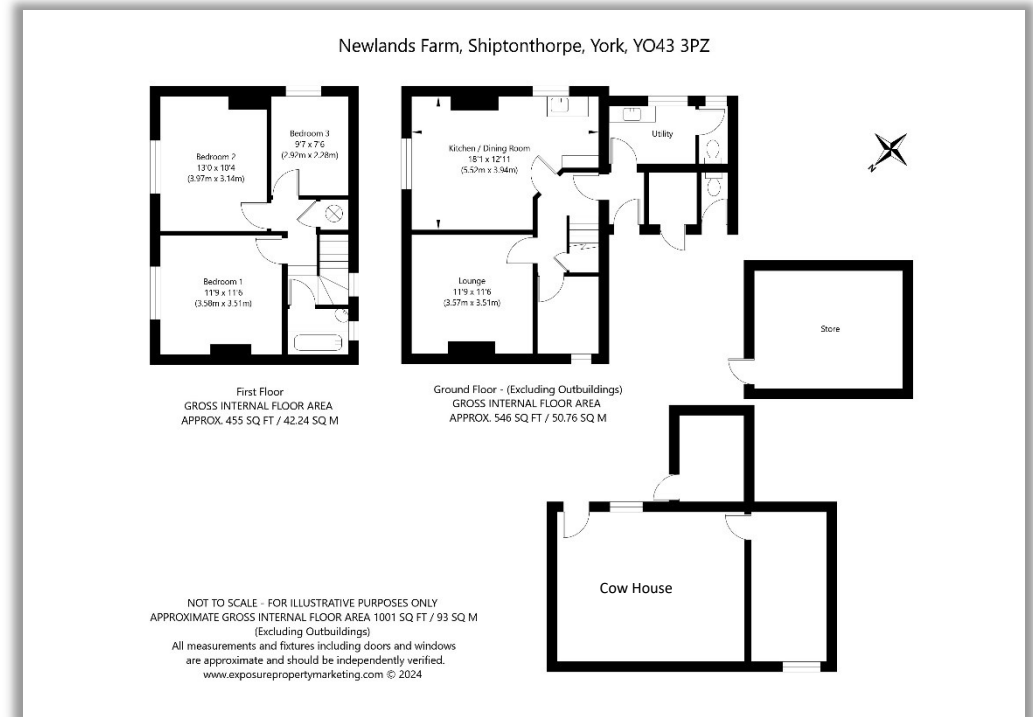 Newlands Farm, Shiptonthorpe, York, YO43 3PZ
Bedroom 2
13'0 x 10'4
(3.97m x 3.14m)
Bedroom 3
9'7 x 7'6
(2.92m x 2.28m)
Bedroom 1
11'9 x 11'6
(3.58m x 3.51m)
First Floor
GROSS INTERNAL FLOOR AREA
APPROX. 455 SQ FT / 42.24 SQ M
Kitchen / Dining Room
18'1 x 12'11
(5.52m x 3.94m)
Utility
Lounge
11'9 x 11'6
(3.57m x 3.51m)
Ground Floor - (Excluding Outbuildings)
GROSS INTERNAL FLOOR AREA
APPROX. 546 SQ FT / 50.76 SQ M
N
Store
Cow House
NOT TO SCALE - FOR ILLUSTRATIVE PURPOSES ONLY
APPROXIMATE GROSS INTERNAL FLOOR AREA 1001 SQ FT / 93 SQ M
(Excluding Outbuildings)
All measurements and fixtures including doors and windows
are approximate and should be independently verified.
www.exposurepropertymarketing.com © 2024